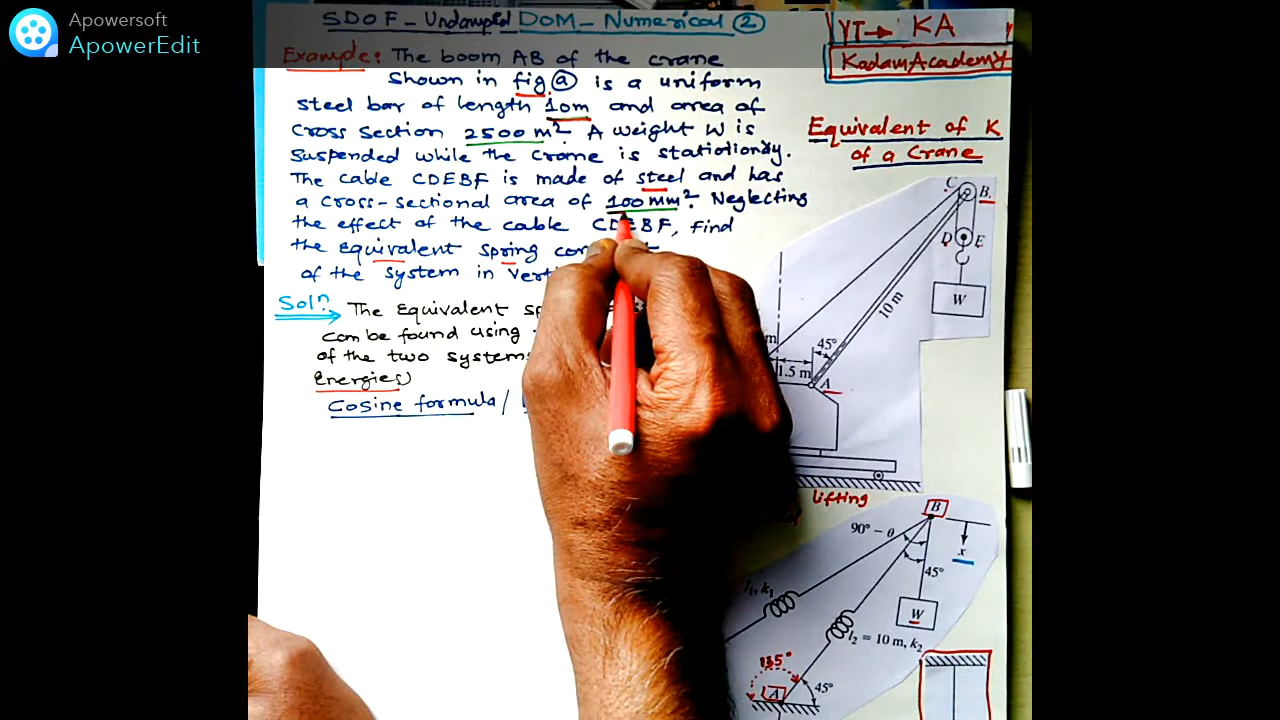 Apowersoft
ApowerEdit
SDOF - Undamped DOM - Numerical ②
YT → KA
Kadam Academy
Example: The boom AB of the crane
Shown in fig ⓐ is a uniform
steel bar of length 10m and area of
cross section 2500 m². A weight W is
suspended while the crane is stationary.
The cable CDEBF is made of steel and has
a cross-sectional area of 100 mm². Neglecting
the effect of the cable CDEBF, find
the equivalent spring
of the system in
Soln
The Equivalent
can be found using
of the two systems
Energies)
Cosine formula /
Equivalent of K
of a Crane
C
B
D
E
W
10 m
45°
m
1.5 m
A
lifting
B
90° – θ
x
45°
l₁, k₁
W
l₂ = 10 m, k₂
135°
45°
A